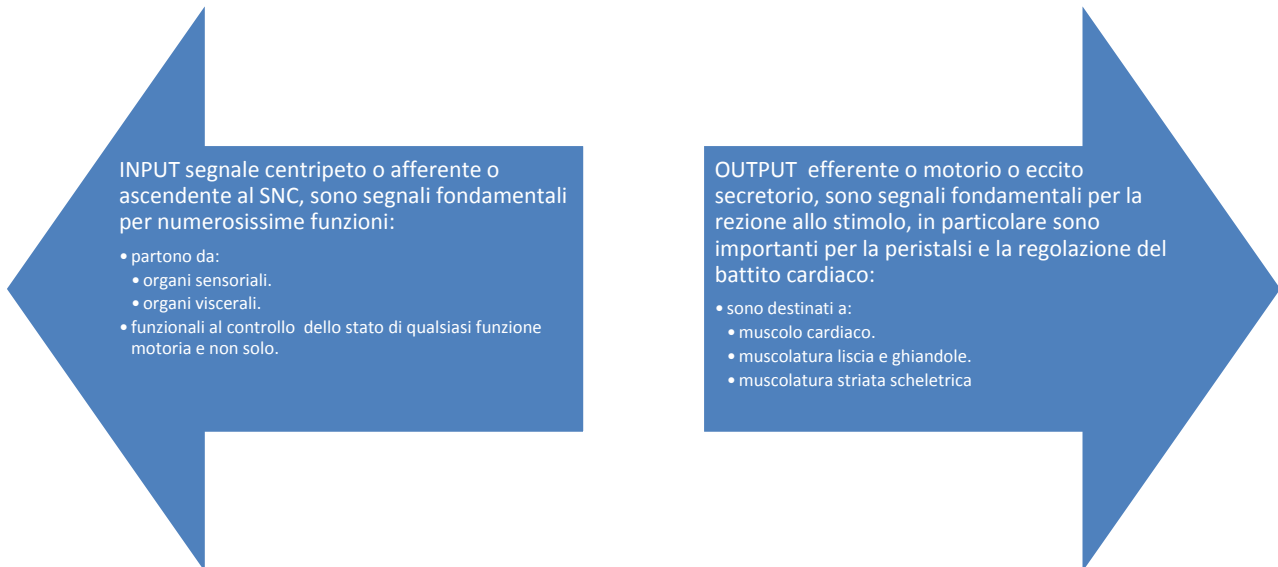 INPUT segnale centripeto o afferente o
ascendente al SNC, sono segnali fondamentali
per numerosissime funzioni:
• partono da:
• organi sensoriali.
• organi viscerali.
• funzionali al controllo dello stato di qualsiasi funzione
motoria e non solo.
OUTPUT efferente o motorio o eccito
secretorio, sono segnali fondamentali per la
rezione allo stimolo, in particolare sono
importanti per la peristalsi e la regolazione del
battito cardiaco:
• sono destinati a:
• muscolo cardiaco.
• muscolatura liscia e ghiandole.
• muscolatura striata scheletrica